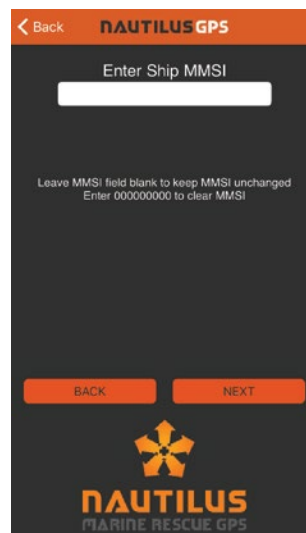 Back NAUTILUS GPS
Enter Ship MMSI
Leave MMSI field blank to keep MMSI unchanged
Enter 000000000 to clear MMSI
BACK NEXT
NAUTILUS
MARINE RESCUE GPS